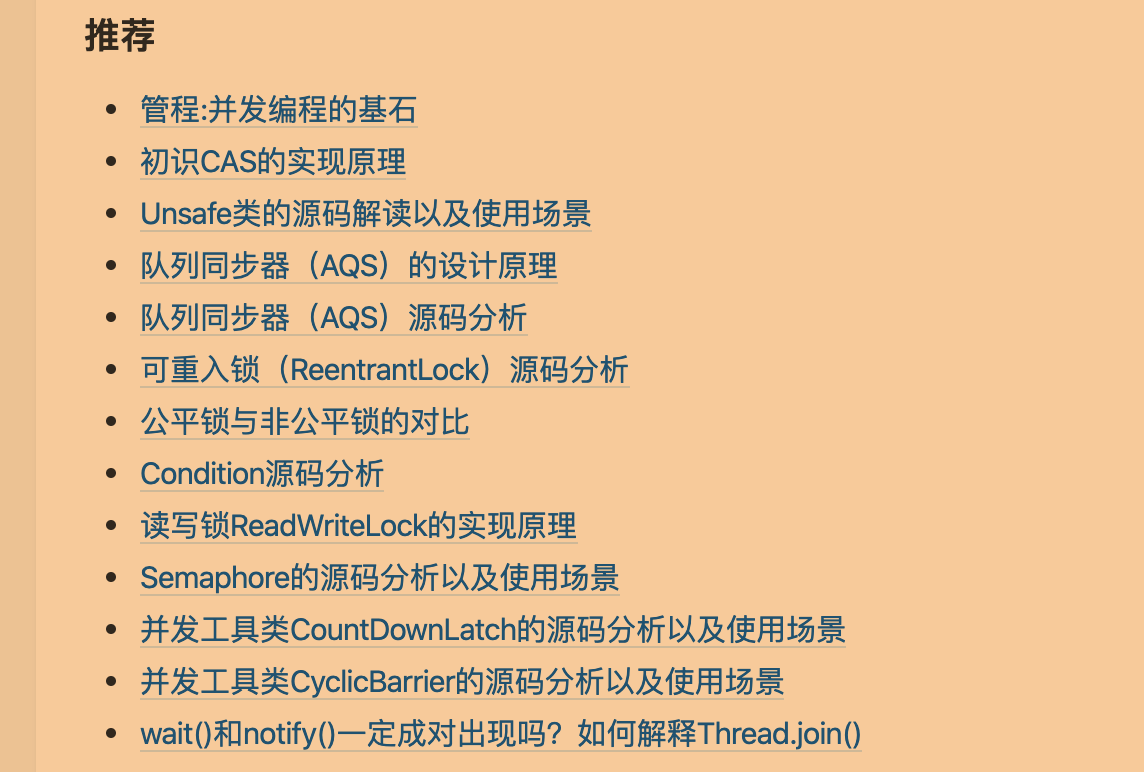 推荐
管程:并发编程的基石
初识CAS的实现原理
Unsafe类的源码解读以及使用场景
队列同步器（AQS）的设计原理
队列同步器（AQS）源码分析
可重入锁（ReentrantLock）源码分析
公平锁与非公平锁的对比
Condition源码分析
读写锁ReadWriteLock的实现原理
Semaphore的源码分析以及使用场景
并发工具类CountDownLatch的源码分析以及使用场景
并发工具类CyclicBarrier的源码分析以及使用场景
wait()和notify()一定成对出现吗？如何解释Thread.join()